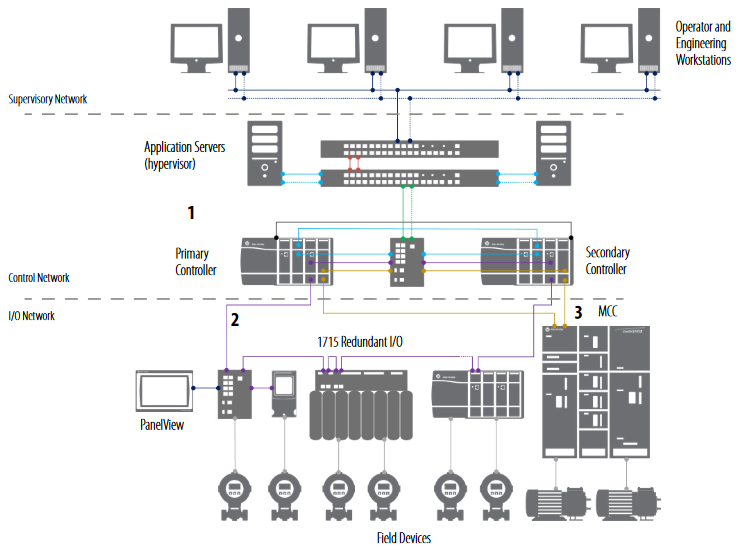 Operator and
Engineering
Workstations
Supervisory Network
Application Servers
(hypervisor)
1
Primary
Controller
Secondary
Controller
Control Network
I/O Network
2
3
MCC
1715 Redundant I/O
PanelView
Field Devices